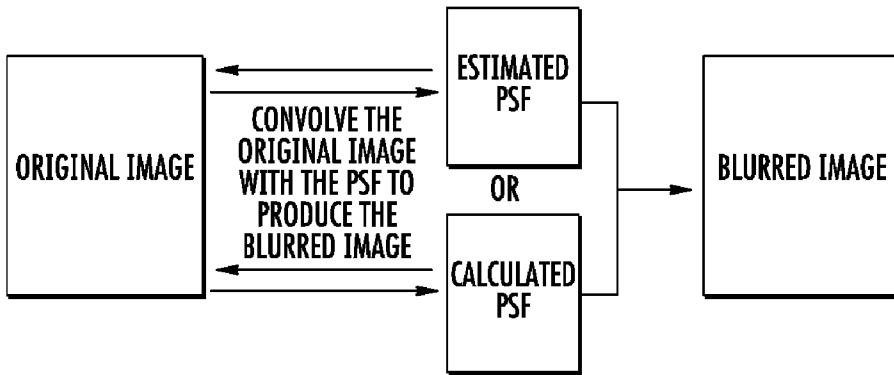 ORIGINAL IMAGE
CONVOLVE THE
ORIGINAL IMAGE
WITH THE PSF TO
PRODUCE THE
BLURRED IMAGE
ESTIMATED
PSF
OR
CALCULATED
PSF
BLURRED IMAGE